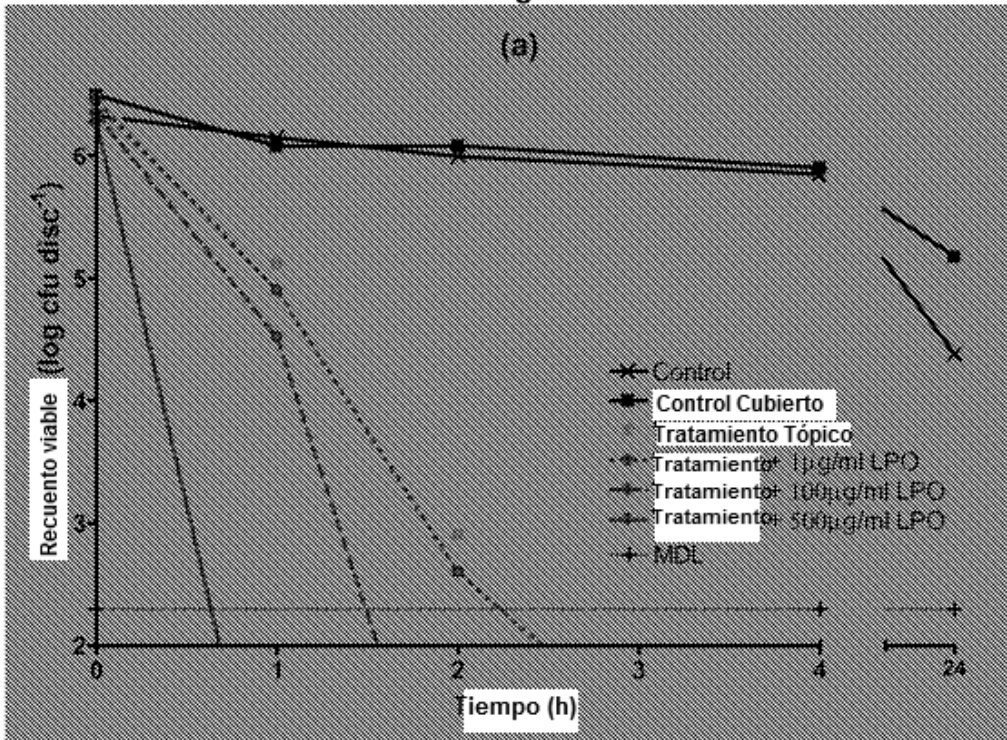 (a)
Recuento viable (log cfu disc⁻¹)
6
5
4
3
2
0 1 2 3 4 24
Tiempo (h)
Control
Control Cubierto
Tratamiento Tópico
Tratamiento+ 1µg/ml LPO
Tratamiento+ 100µg/ml LPO
Tratamiento+ 500µg/ml LPO
MDL